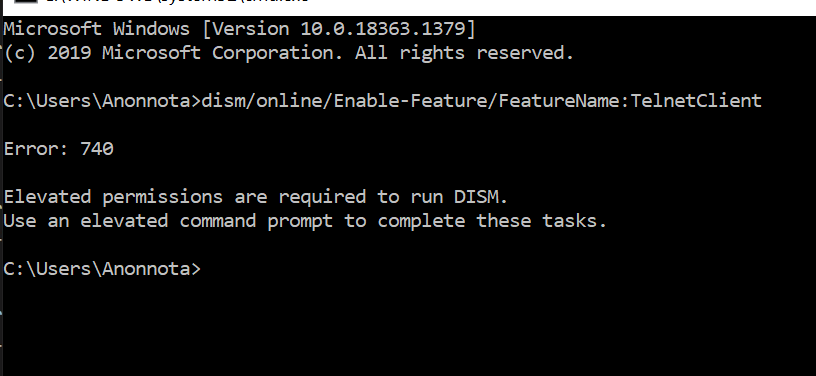 Microsoft Windows [Version 10.0.18363.1379]
(c) 2019 Microsoft Corporation. All rights reserved.
C:\Users\Anonnota>dism/online/Enable-Feature/FeatureName:TelnetClient
Error: 740
Elevated permissions are required to run DISM.
Use an elevated command prompt to complete these tasks.
C:\Users\Anonnota>